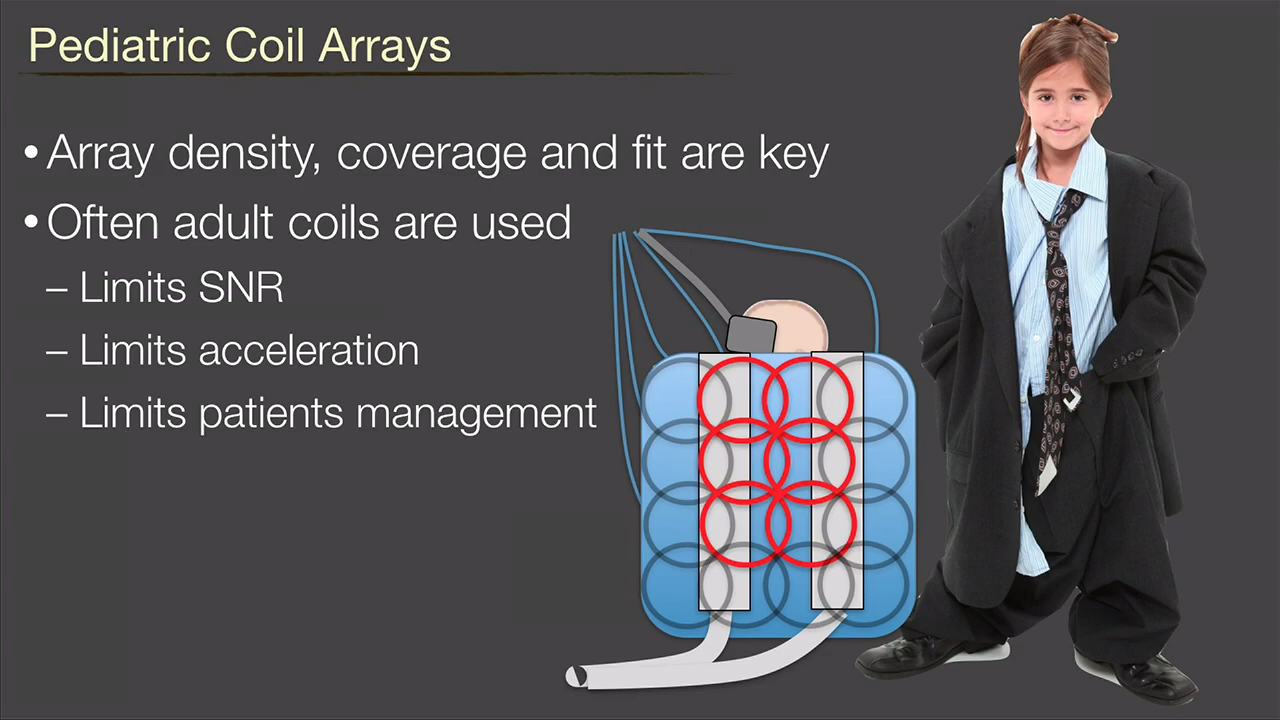 Pediatric Coil Arrays
• Array density, coverage and fit are key
• Often adult coils are used
– Limits SNR
– Limits acceleration
– Limits patients management